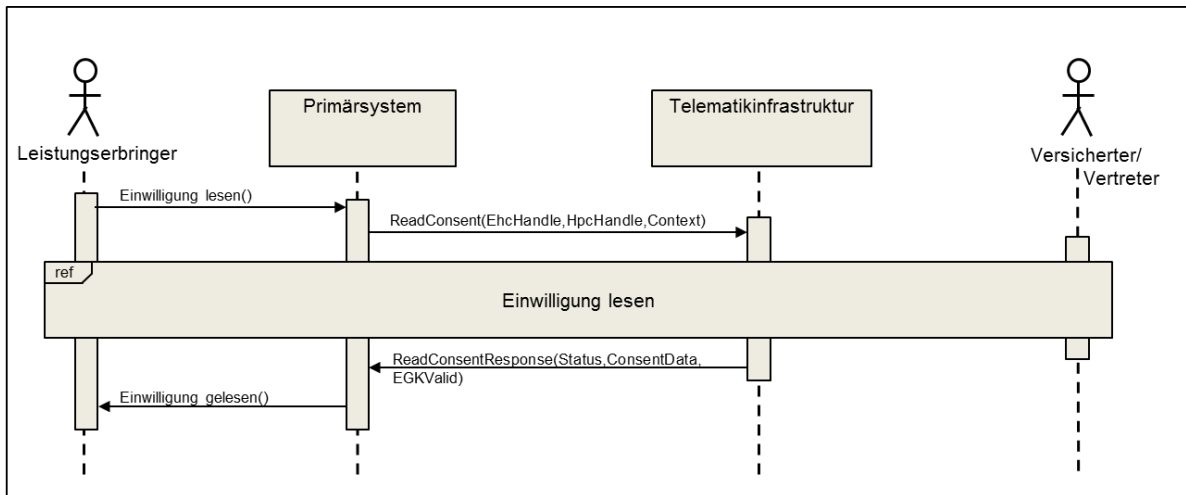 Primärsystem
Telematikinfrastruktur
Leistungserbringer
Versicherter/
Vertreter
Einwilligung lesen()
ReadConsent(EhcHandle,HpcHandle,Context)
ref
Einwilligung lesen
ReadConsentResponse(Status,ConsentData,
EGKValid)
Einwilligung gelesen()